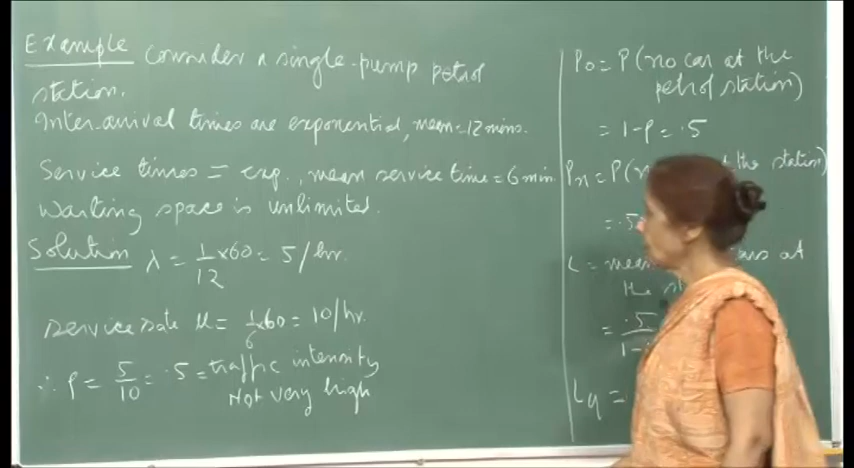 Example Consider a single-pump petrol
station.
Inter-arrival times are exponential, mean = 12 mins.
Service times = exp., mean service time = 6 min.
Waiting space is unlimited.
Solution λ = 1/12 × 60 = 5/hr.
service rate μ = 1/6 × 60 = 10/hr
∴ ρ = 5/10 = .5 = traffic intensity
Not very high
P0 = P(no car at the
petrol station)
= 1-ρ = .5
Pn = P( the station)
= .5
L = at
the
= .5/1-
Lq =